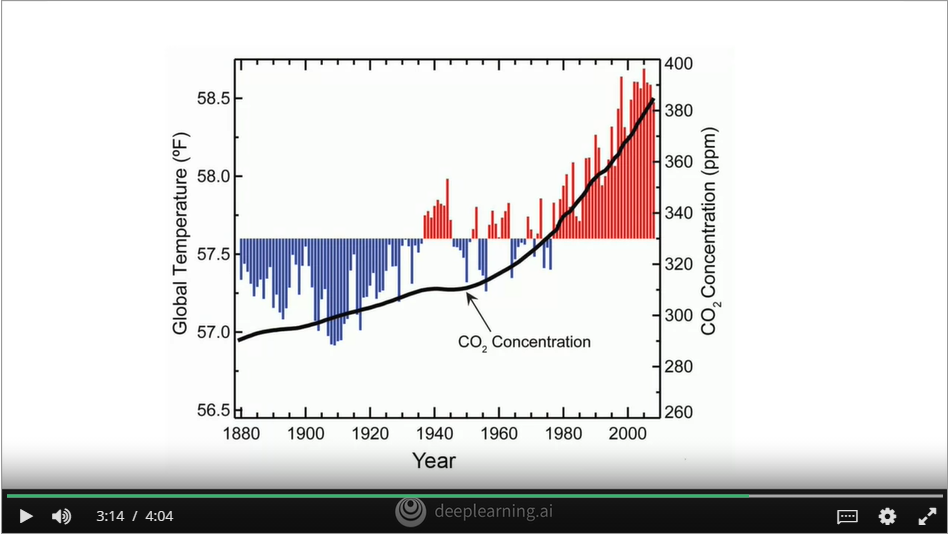 Global Temperature (ºF)
58.5
58.0
57.5
57.0
56.5
400
380
360
340
320
300
280
260
CO2 Concentration (ppm)
CO2 Concentration
1880 1900 1920 1940 1960 1980 2000
Year
3:14 / 4:04
deeplearning.ai